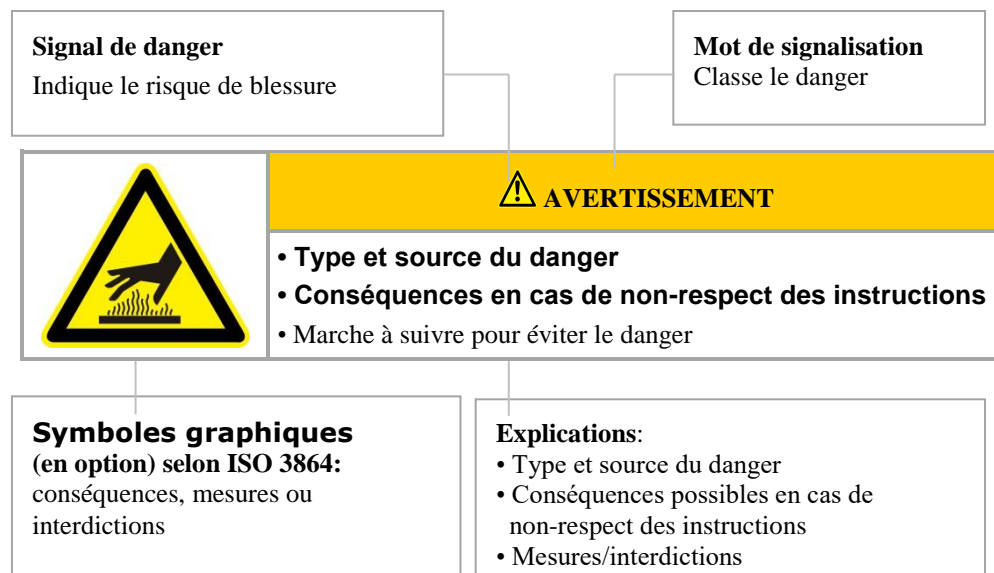 Signal de danger
Indique le risque de blessure
Mot de signalisation
Classe le danger
AVERTISSEMENT
• Type et source du danger
• Conséquences en cas de non-respect des instructions
• Marche à suivre pour éviter le danger
Symboles graphiques
(en option) selon ISO 3864:
conséquences, mesures ou
interdictions
Explications:
• Type et source du danger
• Conséquences possibles en cas de
non-respect des instructions
• Mesures/interdictions